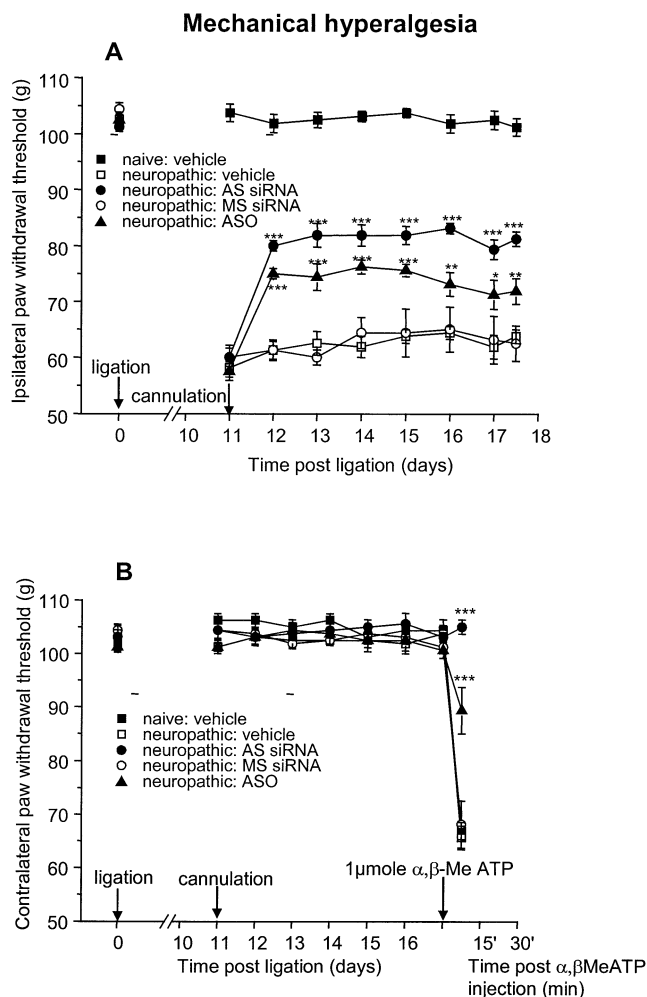 Mechanical hyperalgesia
A
Ipsilateral paw withdrawal threshold (g)
110
100
90
80
70
60
50
naive: vehicle
neuropathic: vehicle
neuropathic: AS siRNA
neuropathic: MS siRNA
neuropathic: ASO
*** *** *** *** *** *** ***
*** *** *** *** ** * **
ligation
cannulation
0 10 11 12 13 14 15 16 17 18
Time post ligation (days)
B
Contralateral paw withdrawal threshold (g)
110
100
90
80
70
60
50
***
***
naive: vehicle
neuropathic: vehicle
neuropathic: AS siRNA
neuropathic: MS siRNA
neuropathic: ASO
ligation
cannulation
1µmole α,β-Me ATP
0 10 11 12 13 14 15 16 15' 30'
Time post ligation (days)
Time post α,βMeATP
injection (min)